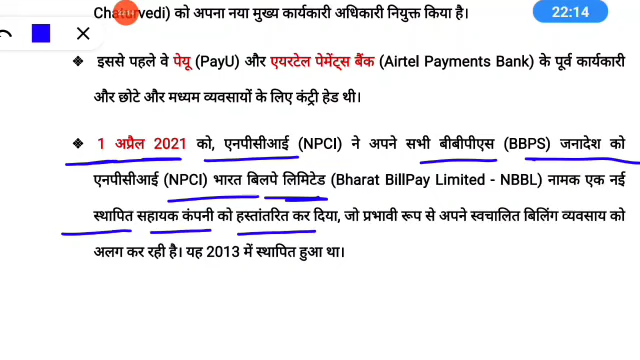 Chaturvedi) को अपना नया मुख्य कार्यकारी अधिकारी नियुक्त किया है।
22:14
❖ इससे पहले वे पेयू (PayU) और एयरटेल पेमेंट्स बैंक (Airtel Payments Bank) के पूर्व कार्यकारी
और छोटे और मध्यम व्यवसायों के लिए कंट्री हेड थी।
❖ 1 अप्रैल 2021 को, एनपीसीआई (NPCI) ने अपने सभी बीबीपीएस (BBPS) जनादेश को
एनपीसीआई (NPCI) भारत बिलपे लिमिटेड (Bharat BillPay Limited - NBBL) नामक एक नई
स्थापित सहायक कंपनी को हस्तांतरित कर दिया, जो प्रभावी रूप से अपने स्वचालित बिलिंग व्यवसाय को
अलग कर रही है। यह 2013 में स्थापित हुआ था।